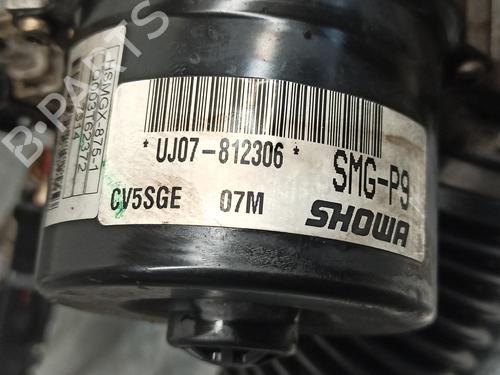 *UJ07-812306*
SMG-P9
CV5SGE 07M
SHOWA
HSMGX-875-1
B-PARTS